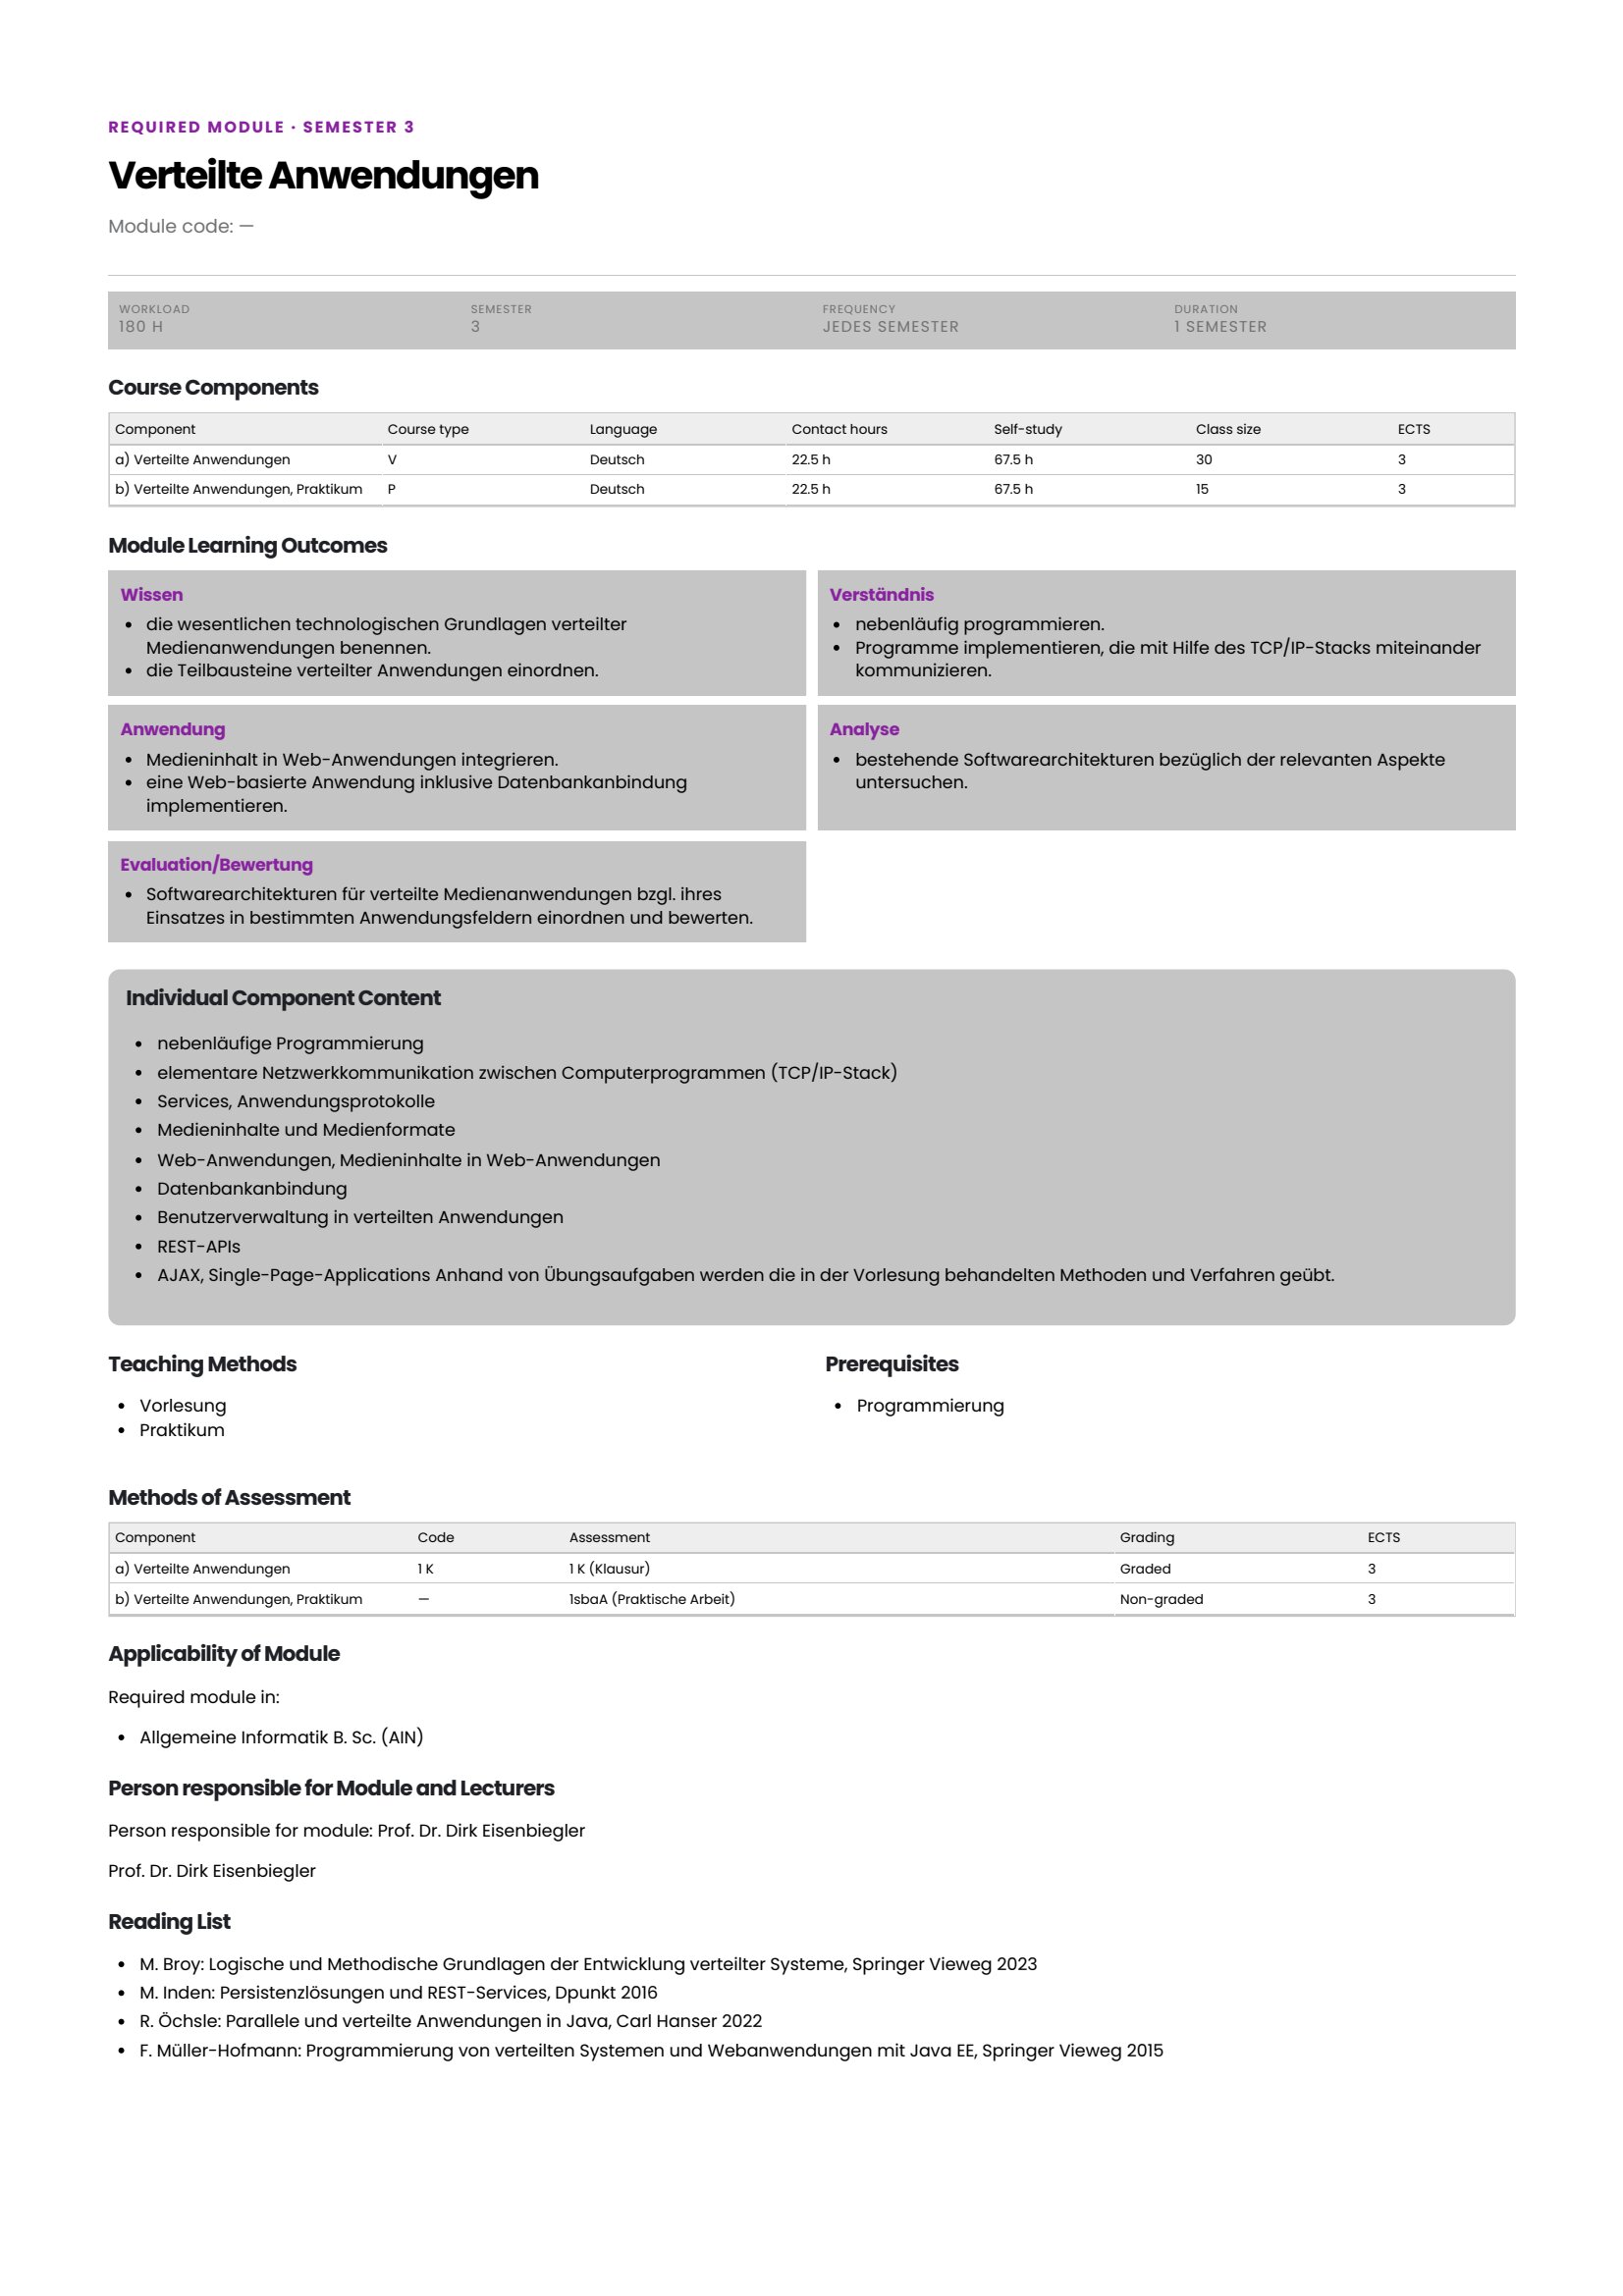 REQUIRED MODULE · SEMESTER 3
Verteilte Anwendungen
Module code: —
WORKLOAD SEMESTER FREQUENCY DURATION
180 H 3 JEDES SEMESTER 1 SEMESTER
Course Components
Component Course type Language Contact hours Self-study Class size ECTS
a) Verteilte Anwendungen V Deutsch 22.5 h 67.5 h 30 3
b) Verteilte Anwendungen, Praktikum P Deutsch 22.5 h 67.5 h 15 3
Module Learning Outcomes
Wissen
• die wesentlichen technologischen Grundlagen verteilter
Medienanwendungen benennen.
• die Teilbausteine verteilter Anwendungen einordnen.
Verständnis
• nebenläufig programmieren.
• Programme implementieren, die mit Hilfe des TCP/IP-Stacks miteinander
kommunizieren.
Anwendung
• Medieninhalt in Web-Anwendungen integrieren.
• eine Web-basierte Anwendung inklusive Datenbankanbindung
implementieren.
Analyse
• bestehende Softwarearchitekturen bezüglich der relevanten Aspekte
untersuchen.
Evaluation/Bewertung
• Softwarearchitekturen für verteilte Medienanwendungen bzgl. ihres
Einsatzes in bestimmten Anwendungsfeldern einordnen und bewerten.
Individual Component Content
• nebenläufige Programmierung
• elementare Netzwerkkommunikation zwischen Computerprogrammen (TCP/IP-Stack)
• Services, Anwendungsprotokolle
• Medieninhalte und Medienformate
• Web-Anwendungen, Medieninhalte in Web-Anwendungen
• Datenbankanbindung
• Benutzerverwaltung in verteilten Anwendungen
• REST-APIs
• AJAX, Single-Page-Applications Anhand von Übungsaufgaben werden die in der Vorlesung behandelten Methoden und Verfahren geübt.
Teaching Methods
• Vorlesung
• Praktikum
Prerequisites
• Programmierung
Methods of Assessment
Component Code Assessment Grading ECTS
a) Verteilte Anwendungen 1 K 1 K (Klausur) Graded 3
b) Verteilte Anwendungen, Praktikum — 1sbaA (Praktische Arbeit) Non-graded 3
Applicability of Module
Required module in:
• Allgemeine Informatik B. Sc. (AIN)
Person responsible for Module and Lecturers
Person responsible for module: Prof. Dr. Dirk Eisenbiegler
Prof. Dr. Dirk Eisenbiegler
Reading List
• M. Broy: Logische und Methodische Grundlagen der Entwicklung verteilter Systeme, Springer Vieweg 2023
• M. Inden: Persistenzlösungen und REST-Services, Dpunkt 2016
• R. Öchsle: Parallele und verteilte Anwendungen in Java, Carl Hanser 2022
• F. Müller-Hofmann: Programmierung von verteilten Systemen und Webanwendungen mit Java EE, Springer Vieweg 2015